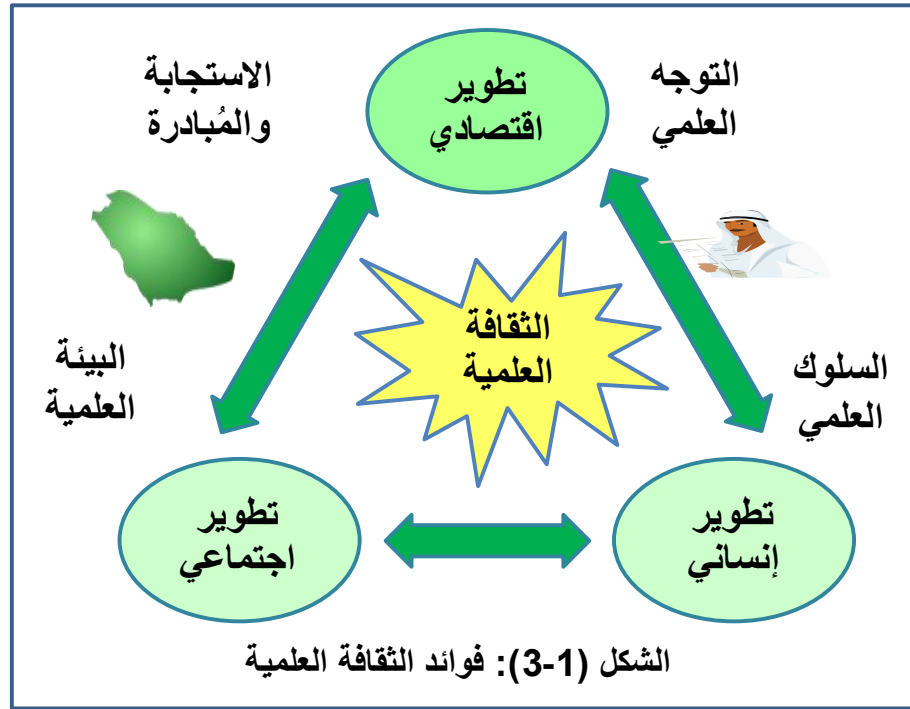 التوجه
العلمي
تطوير
اقتصادي
الاستجابة
والمُبادرة
الثقافة
العلمية
السلوك
العلمي
البيئة
العلمية
تطوير
إنساني
تطوير
اجتماعي
الشكل (1-3): فوائد الثقافة العلمية